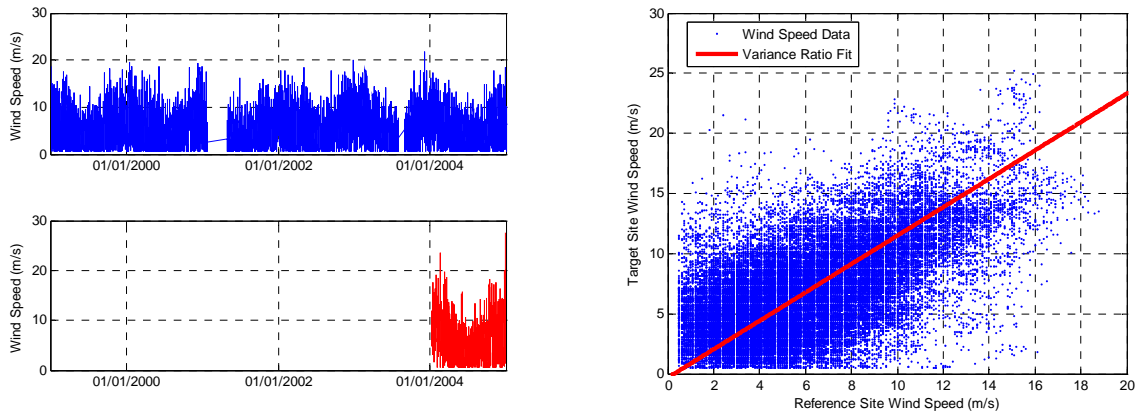 30
20
10
0
Wind Speed (m/s)
01/01/2000 01/01/2002 01/01/2004
30
20
10
0
Wind Speed (m/s)
01/01/2000 01/01/2002 01/01/2004
Wind Speed Data
Variance Ratio Fit
30
25
20
15
10
5
0
Target Site Wind Speed (m/s)
0 2 4 6 8 10 12 14 16 18 20
Reference Site Wind Speed (m/s)